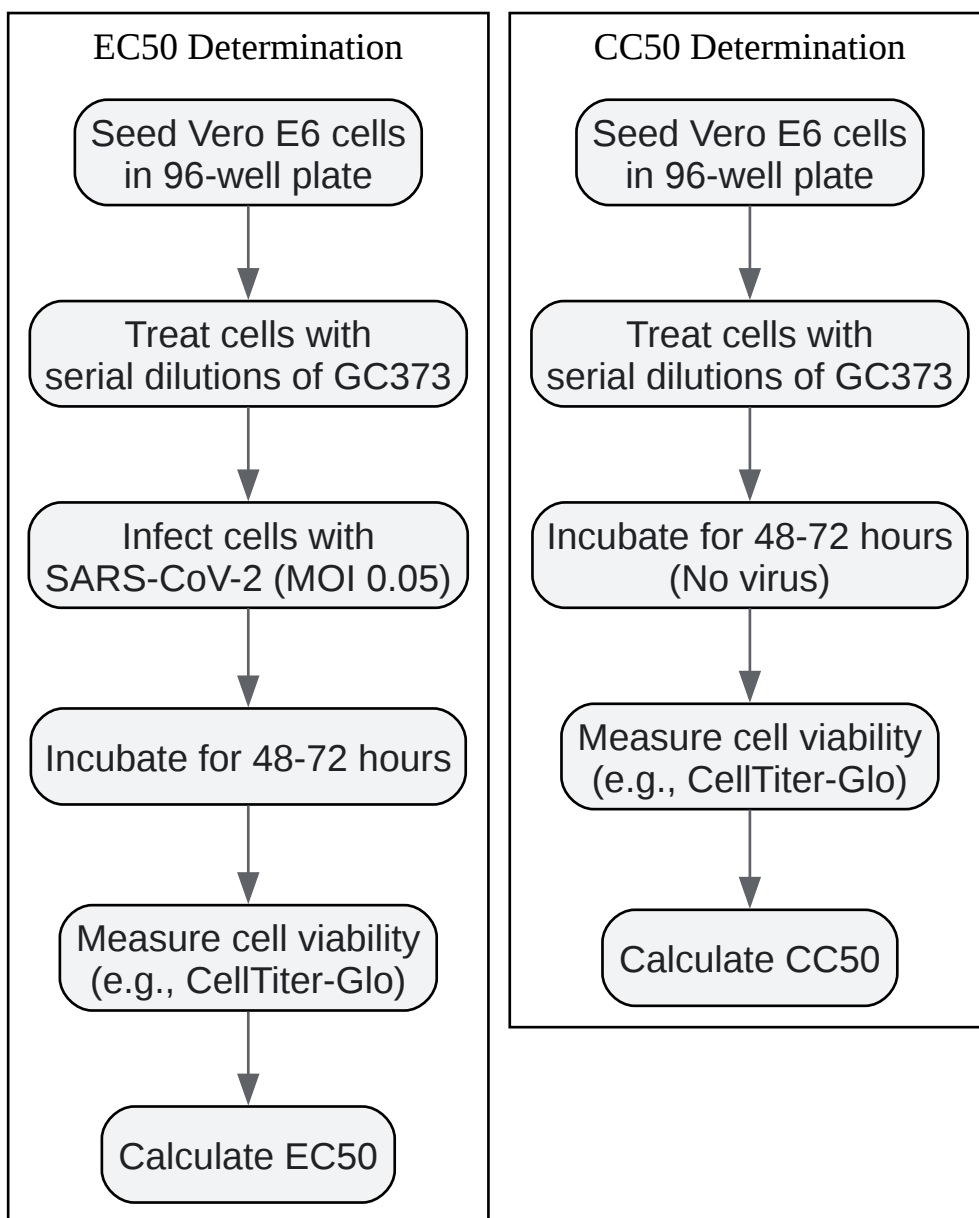 EC50 Determination
Seed Vero E6 cells
in 96-well plate
Treat cells with
serial dilutions of GC373
Infect cells with
SARS-CoV-2 (MOI 0.05)
Incubate for 48-72 hours
Measure cell viability
(e.g., CellTiter-Glo)
Calculate EC50
CC50 Determination
Seed Vero E6 cells
in 96-well plate
Treat cells with
serial dilutions of GC373
Incubate for 48-72 hours
(No virus)
Measure cell viability
(e.g., CellTiter-Glo)
Calculate CC50